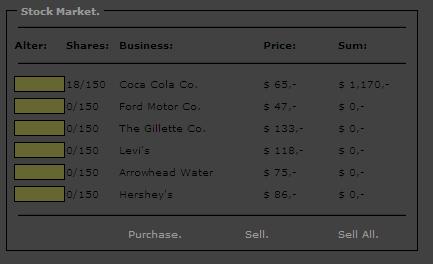 Stock Market.
Alter: Shares: Business: Price: Sum:
18/150 Coca Cola Co. $ 65,- $ 1,170,-
0/150 Ford Motor Co. $ 47,- $ 0,-
0/150 The Gillette Co. $ 133,- $ 0,-
0/150 Levi's $ 118,- $ 0,-
0/150 Arrowhead Water $ 75,- $ 0,-
0/150 Hershey's $ 86,- $ 0,-
Purchase. Sell. Sell All.